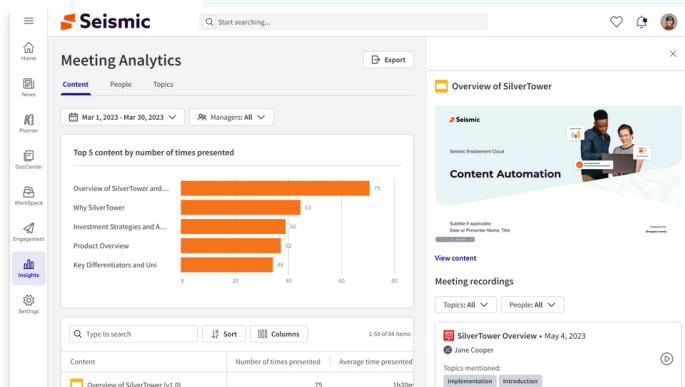 Seismic
Start searching...
Home
News
Planner
DocCenter
WorkSpace
Engagement
Insights
Settings
Meeting Analytics
Export
Content
People
Topics
Mar 1, 2023 - Mar 30, 2023
Managers: All
Top 5 content by number of times presented
Overview of SilverTower and...
75
Why SilverTower
63
Investment Strategies and A...
56
Product Overview
52
Key Differentiators and Uni
48
0 20 40 60 80
Type to search
Sort
Columns
1-50 of 84 items
Content
Number of times presented
Average time presented
Overview of SilverTower (v1.0)
75
1h20m
Overview of SilverTower
Seismic
Seismic Enablement Cloud
Content Automation
Subtitle if applicable
Date or Presenter Name, Title
Prepared for
[Prospect name]
View content
Meeting recordings
Topics: All
People: All
SilverTower Overview • May 4, 2023
Jane Cooper
Topics mentioned:
Implementation
Introduction